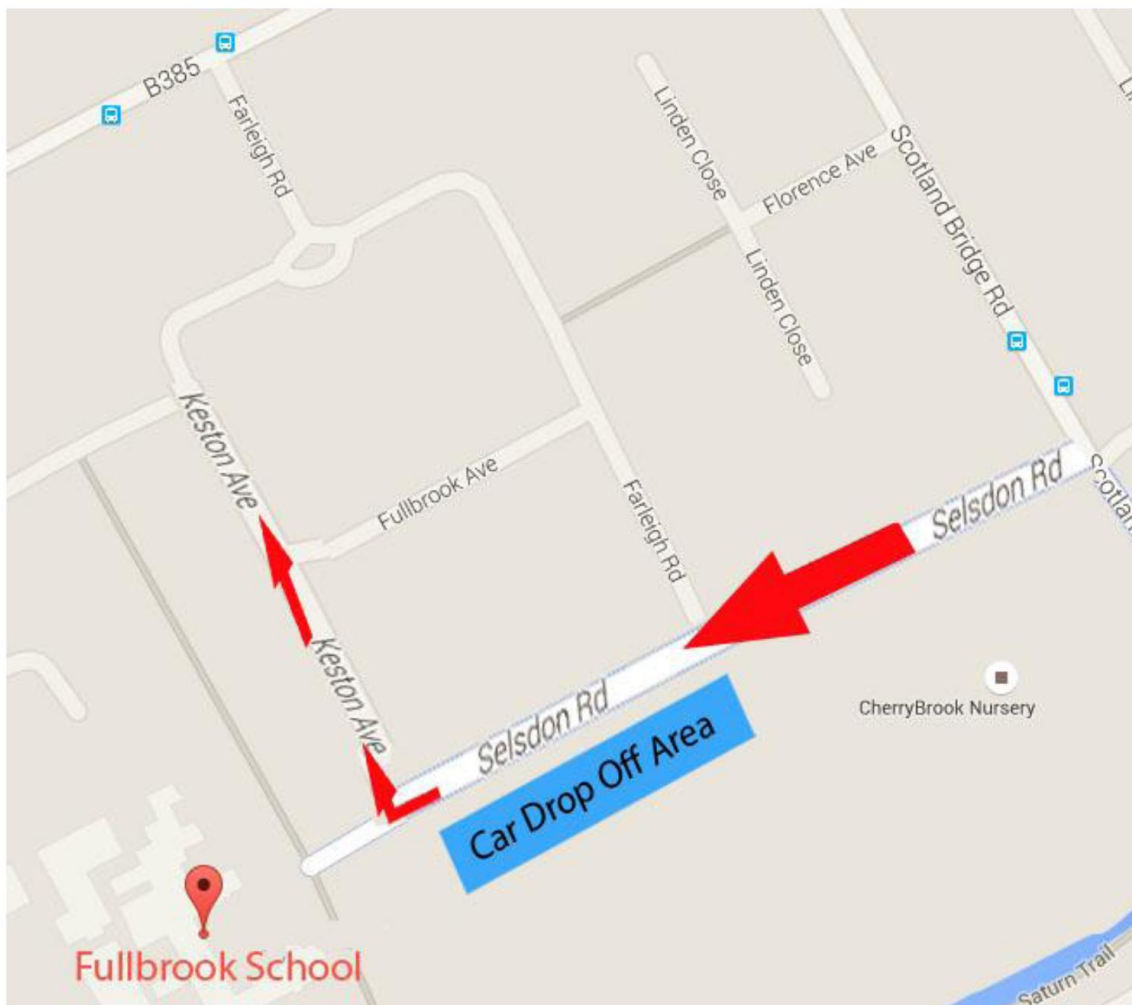 B385
Farleigh Rd
Linden Close
Florence Ave
Scotland Bridge Rd
Linden Close
Keston Ave
Fullbrook Ave
Farleigh Rd
Selsdon Rd
Scotlan
Keston Ave
Selsdon Rd
CherryBrook Nursery
Car Drop Off Area
Fullbrook School
Saturn Trail